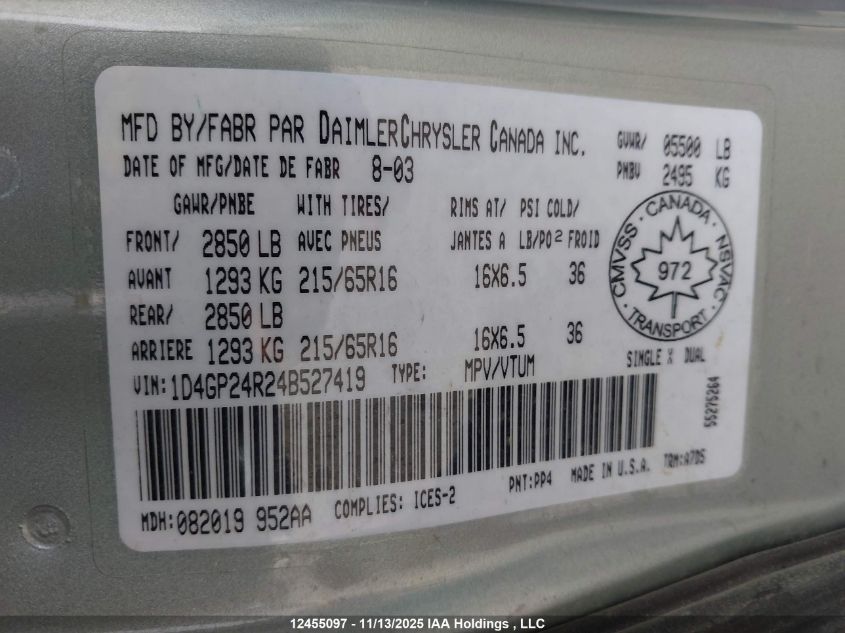 MFD BY/FABR PAR DAIMLERCHRYSLER CANADA INC.
GVWR/ 05500 LB
DATE OF MFG/DATE DE FABR 8-03
PNBV 2495 KG
GAWR/PNBE WITH TIRES/ RIMS AT/ PSI COLD/
FRONT/ 2850 LB AVEC PNEUS JANTES A LB/PO2 FROID
AVANT 1293 KG 215/65R16 16X6.5 36
REAR/ 2850 LB
ARRIERE 1293 KG 215/65R16 16X6.5 36
CMVSS · CANADA · NSVAC · TRANSPORT ·
972
SINGLE X DUAL
VIN:1D4GP24R24B527419 TYPE: MPV/VTUM
55275264
MDH:082019 952AA COMPLIES: ICES-2 PNT:PP4 MADE IN U.S.A. TRM:A7D5
12455097 - 11/13/2025 IAA Holdings , LLC